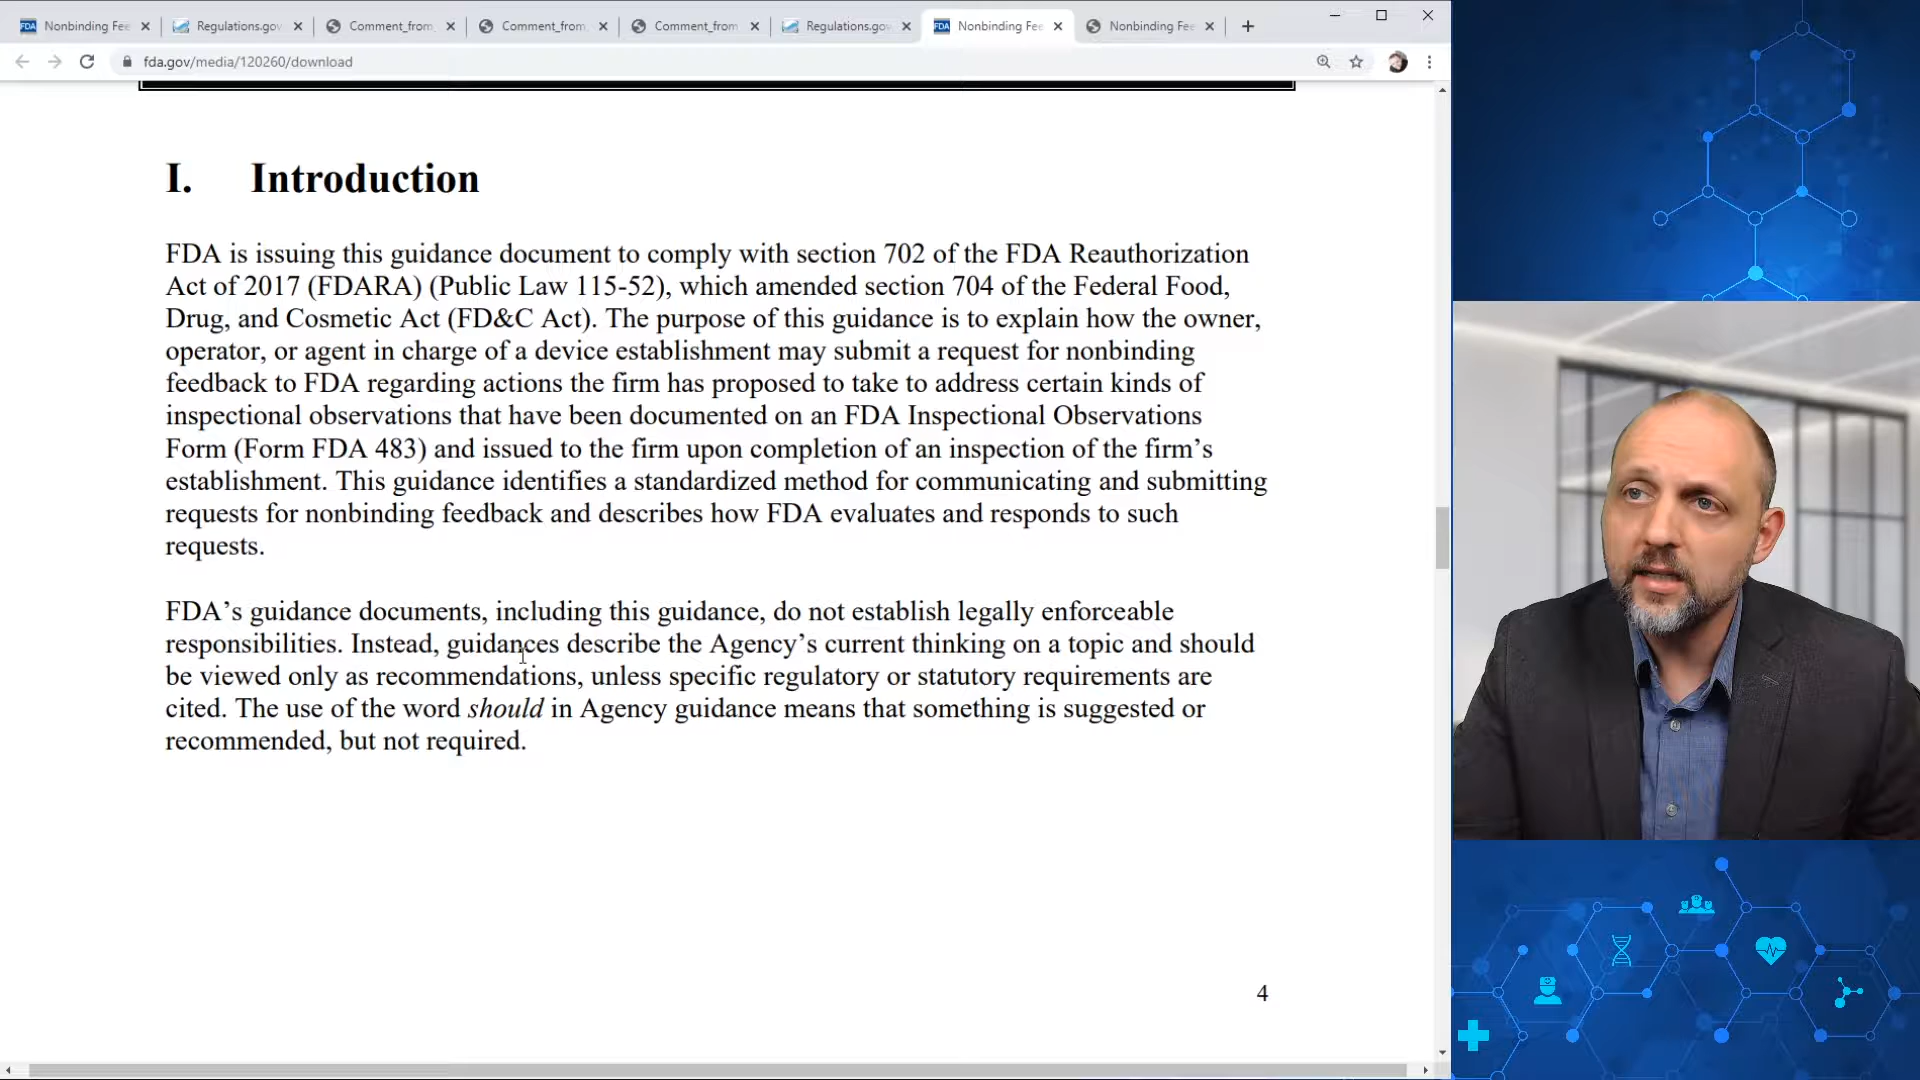 FDA Nonbinding Fee
Regulations.gov
Comment_from_
Comment_from_
Comment_from_
Regulations.gov
FDA Nonbinding Fee
Nonbinding Fee
fda.gov/media/120260/download
I. Introduction
FDA is issuing this guidance document to comply with section 702 of the FDA Reauthorization
Act of 2017 (FDARA) (Public Law 115-52), which amended section 704 of the Federal Food,
Drug, and Cosmetic Act (FD&C Act). The purpose of this guidance is to explain how the owner,
operator, or agent in charge of a device establishment may submit a request for nonbinding
feedback to FDA regarding actions the firm has proposed to take to address certain kinds of
inspectional observations that have been documented on an FDA Inspectional Observations
Form (Form FDA 483) and issued to the firm upon completion of an inspection of the firm’s
establishment. This guidance identifies a standardized method for communicating and submitting
requests for nonbinding feedback and describes how FDA evaluates and responds to such
requests.
FDA’s guidance documents, including this guidance, do not establish legally enforceable
responsibilities. Instead, guidances describe the Agency’s current thinking on a topic and should
be viewed only as recommendations, unless specific regulatory or statutory requirements are
cited. The use of the word should in Agency guidance means that something is suggested or
recommended, but not required.
4